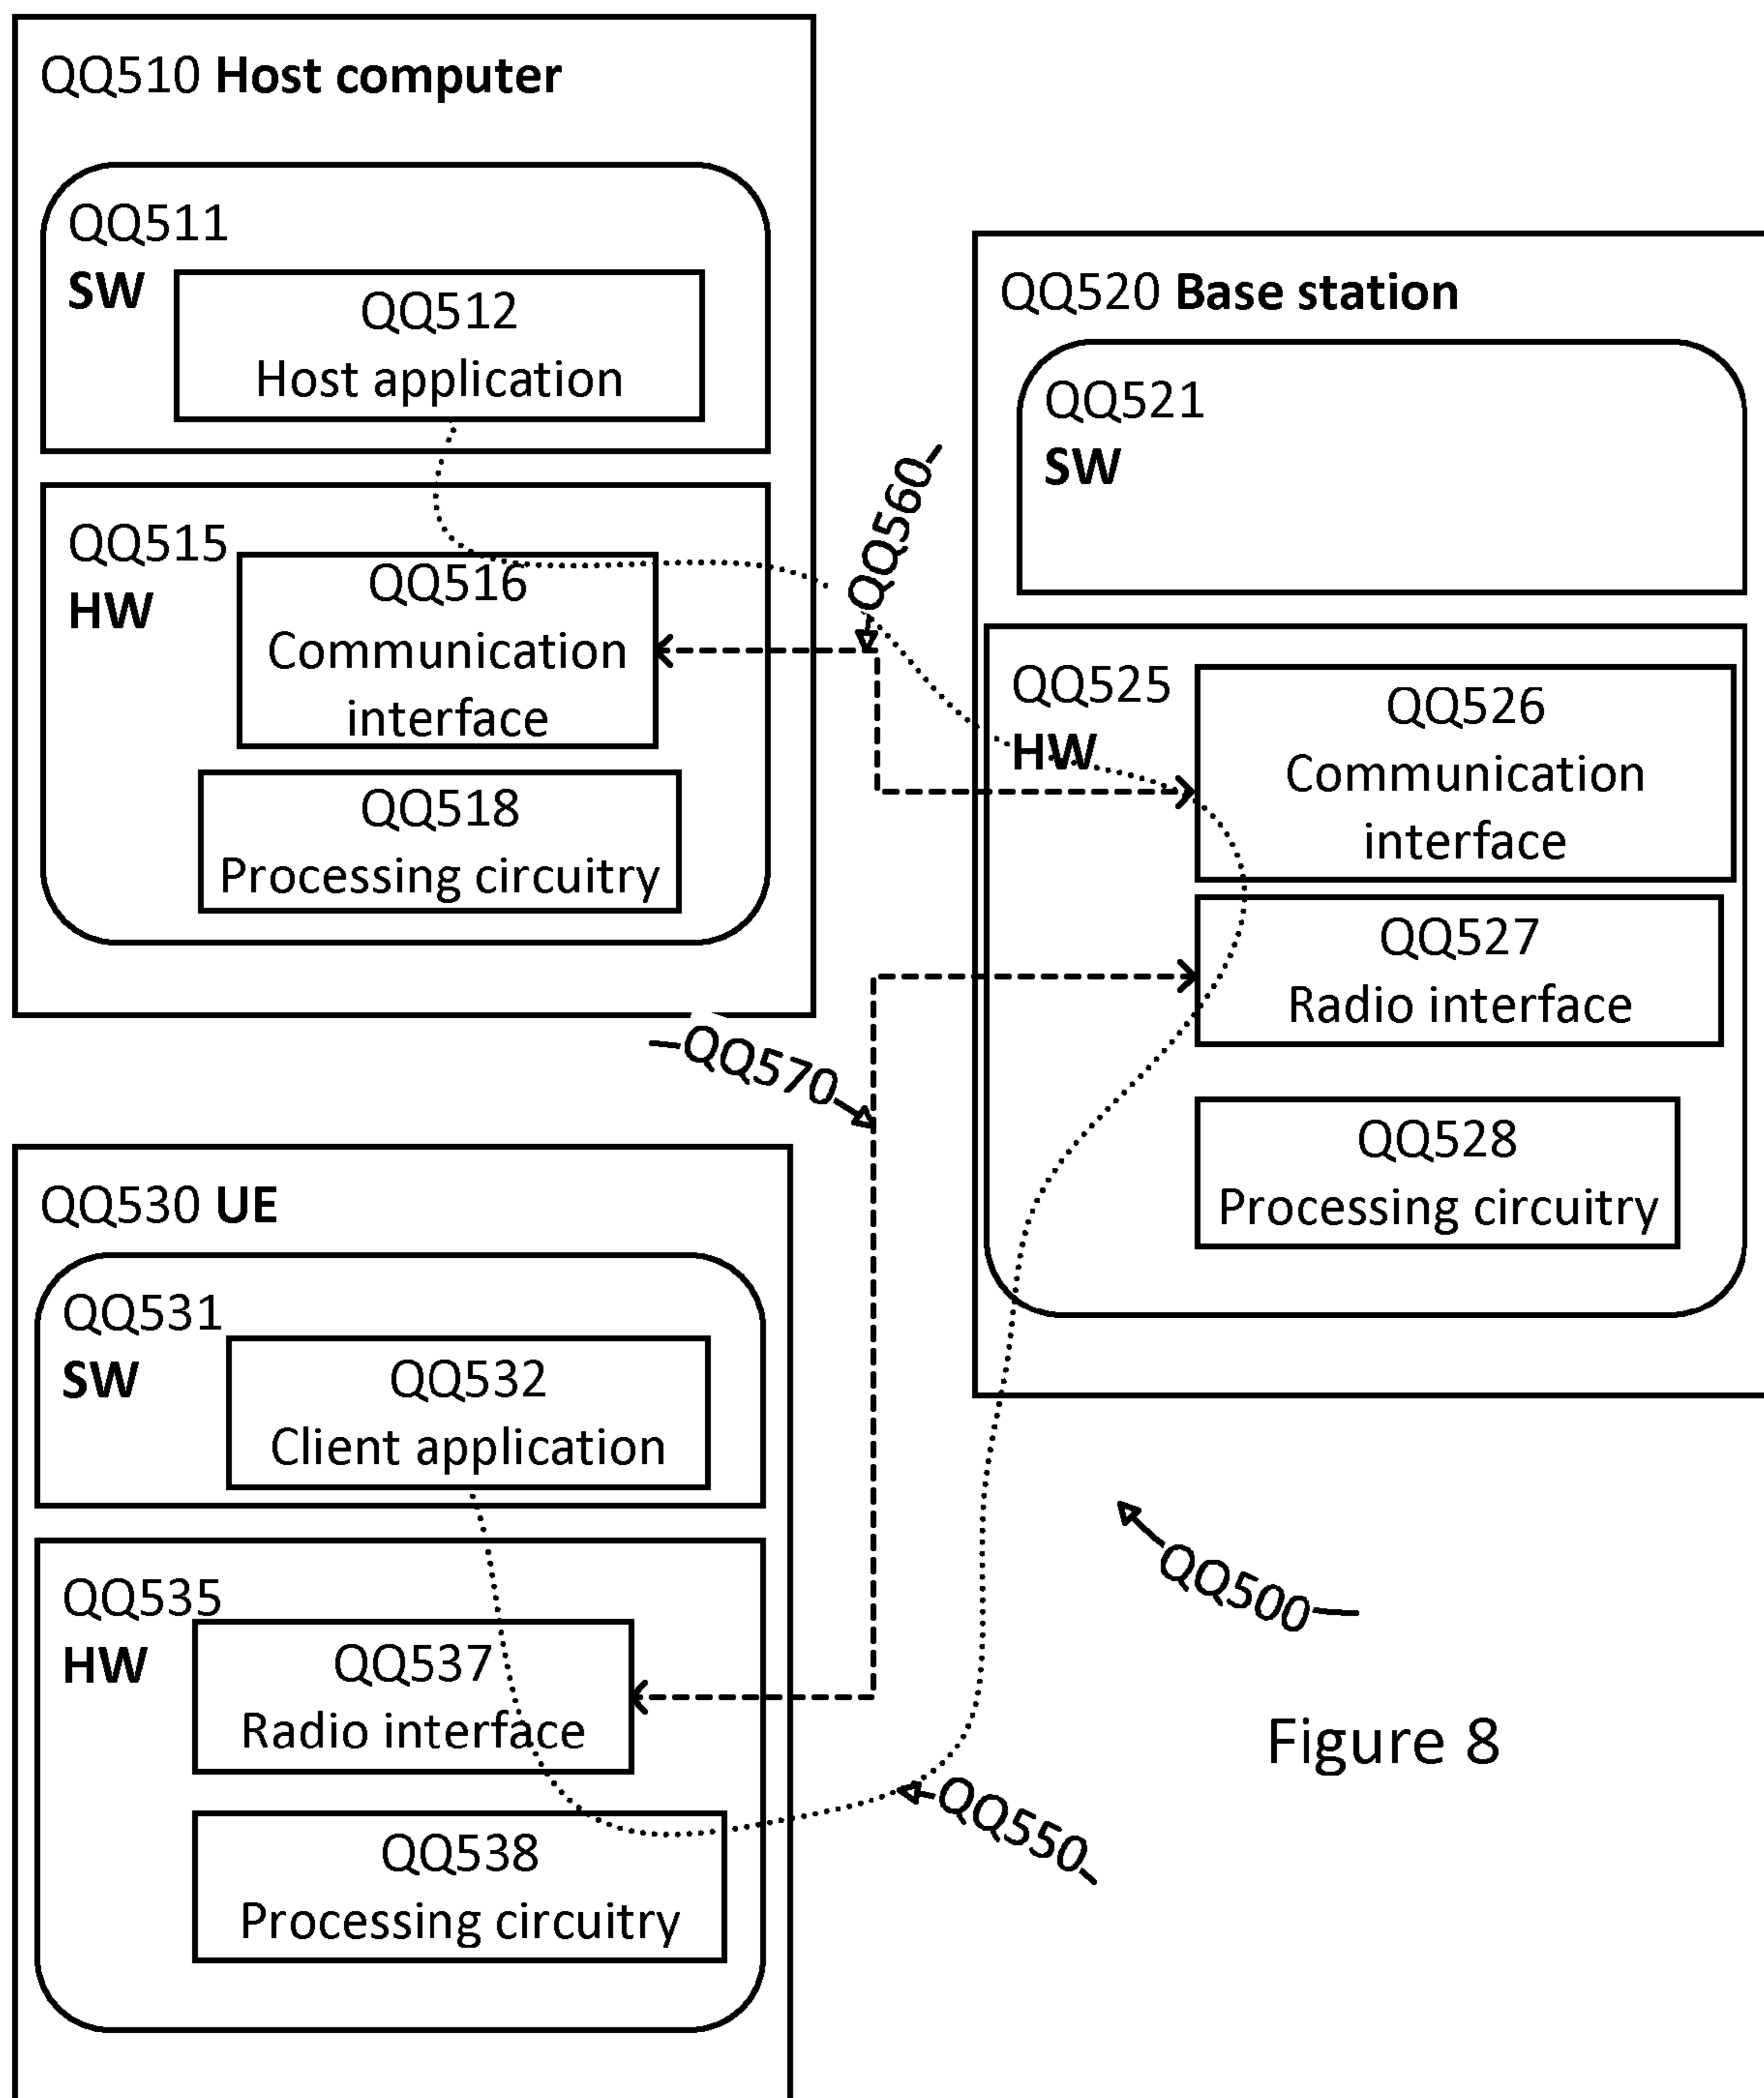 QQ510 Host computer
QQ511
SW
QQ512
Host application
QQ515
HW
QQ516
Communication
interface
QQ518
Processing circuitry
QQ560
QQ520 Base station
QQ521
SW
QQ525
HW
QQ526
Communication
interface
QQ527
Radio interface
QQ528
Processing circuitry
QQ570
QQ530 UE
QQ531
SW
QQ532
Client application
QQ535
HW
QQ537
Radio interface
QQ538
Processing circuitry
QQ500
QQ550
Figure 8